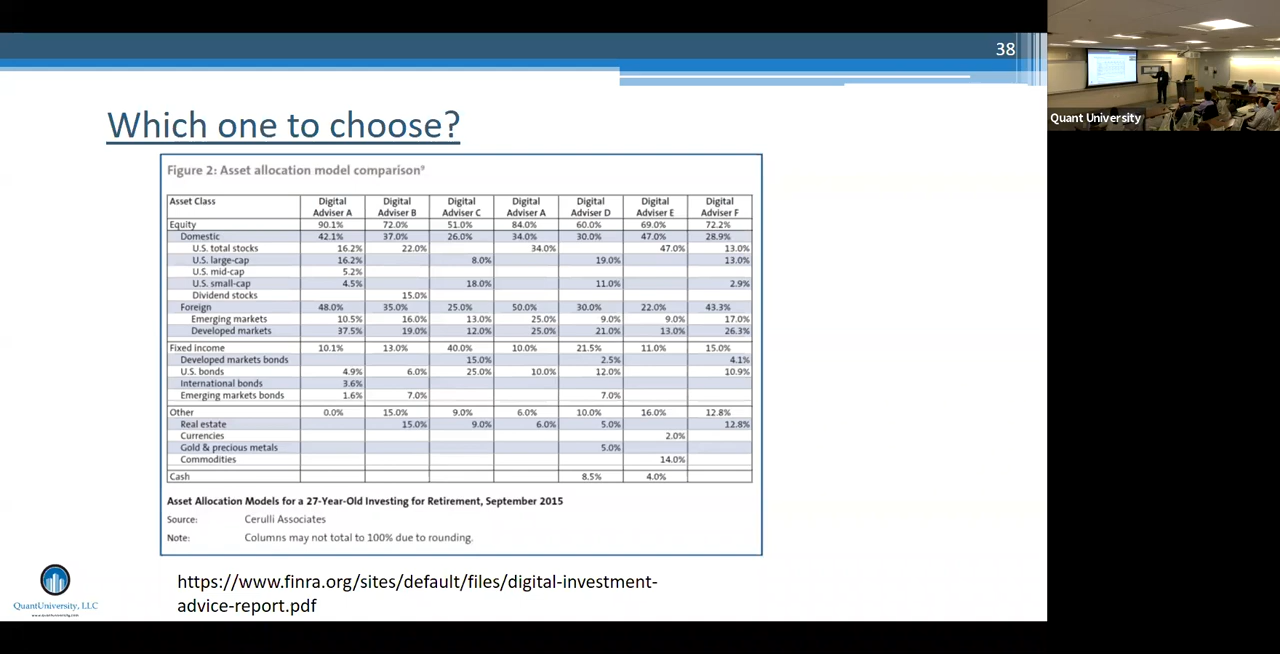 38
Quant University
Which one to choose?
Figure 2: Asset allocation model comparison⁹
Asset Class Digital Adviser A Digital Adviser B Digital Adviser C Digital Adviser A Digital Adviser D Digital Adviser E Digital Adviser F
Equity 90.1% 72.0% 51.0% 84.0% 60.0% 69.0% 72.2%
Domestic 42.1% 37.0% 26.0% 34.0% 30.0% 47.0% 28.9%
U.S. total stocks 16.2% 22.0% 34.0% 47.0% 13.0%
U.S. large-cap 16.2% 8.0% 19.0% 13.0%
U.S. mid-cap 5.2%
U.S. small-cap 4.5% 18.0% 11.0% 2.9%
Dividend stocks 15.0%
Foreign 48.0% 35.0% 25.0% 50.0% 30.0% 22.0% 43.3%
Emerging markets 10.5% 16.0% 13.0% 25.0% 9.0% 9.0% 17.0%
Developed markets 37.5% 19.0% 12.0% 25.0% 21.0% 13.0% 26.3%
Fixed income 10.1% 13.0% 40.0% 10.0% 21.5% 11.0% 15.0%
Developed markets bonds 15.0% 2.5% 4.1%
U.S. bonds 4.9% 6.0% 25.0% 10.0% 12.0% 10.9%
International bonds 3.6%
Emerging markets bonds 1.6% 7.0% 7.0%
Other 0.0% 15.0% 9.0% 6.0% 10.0% 16.0% 12.8%
Real estate 15.0% 9.0% 6.0% 5.0% 12.8%
Currencies 2.0%
Gold & precious metals 5.0%
Commodities 14.0%
Cash 8.5% 4.0%
Asset Allocation Models for a 27-Year-Old Investing for Retirement, September 2015
Source: Cerulli Associates
Note: Columns may not total to 100% due to rounding.
https://www.finra.org/sites/default/files/digital-investment-
advice-report.pdf
QuantUniversity, LLC